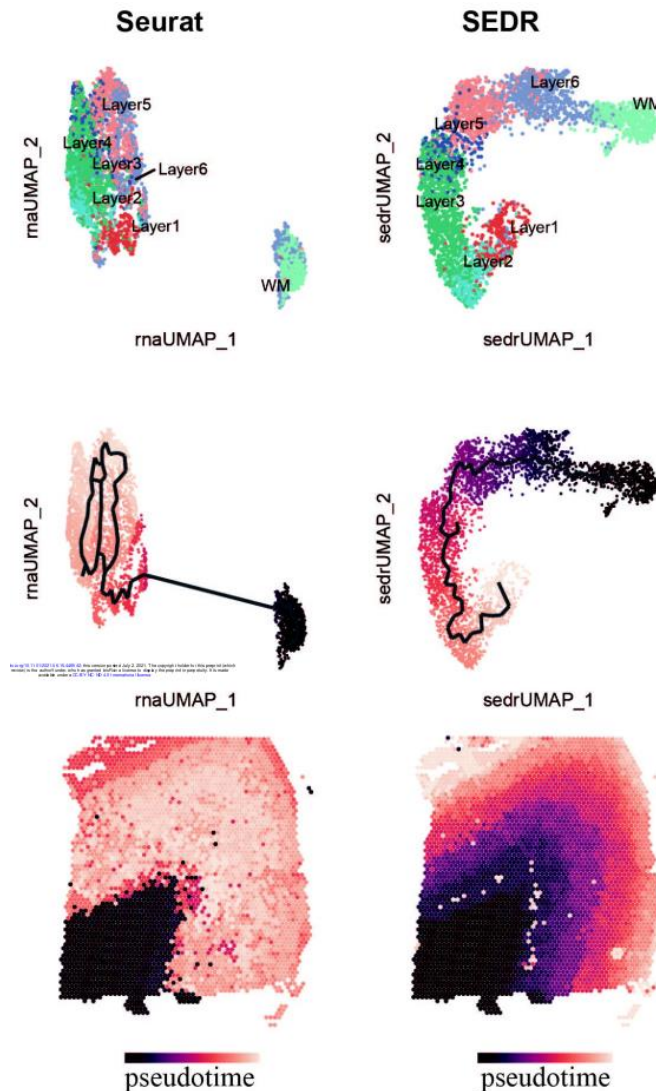 Seurat
SEDR
Layer5
Layer4
Layer3
Layer6
Layer2
Layer1
WM
rnaUMAP_2
rnaUMAP_1
Layer6
WM
Layer5
Layer4
Layer3
Layer1
Layer2
sedrUMAP_2
sedrUMAP_1
rnaUMAP_2
rnaUMAP_1
sedrUMAP_2
sedrUMAP_1
pseudotime
pseudotime